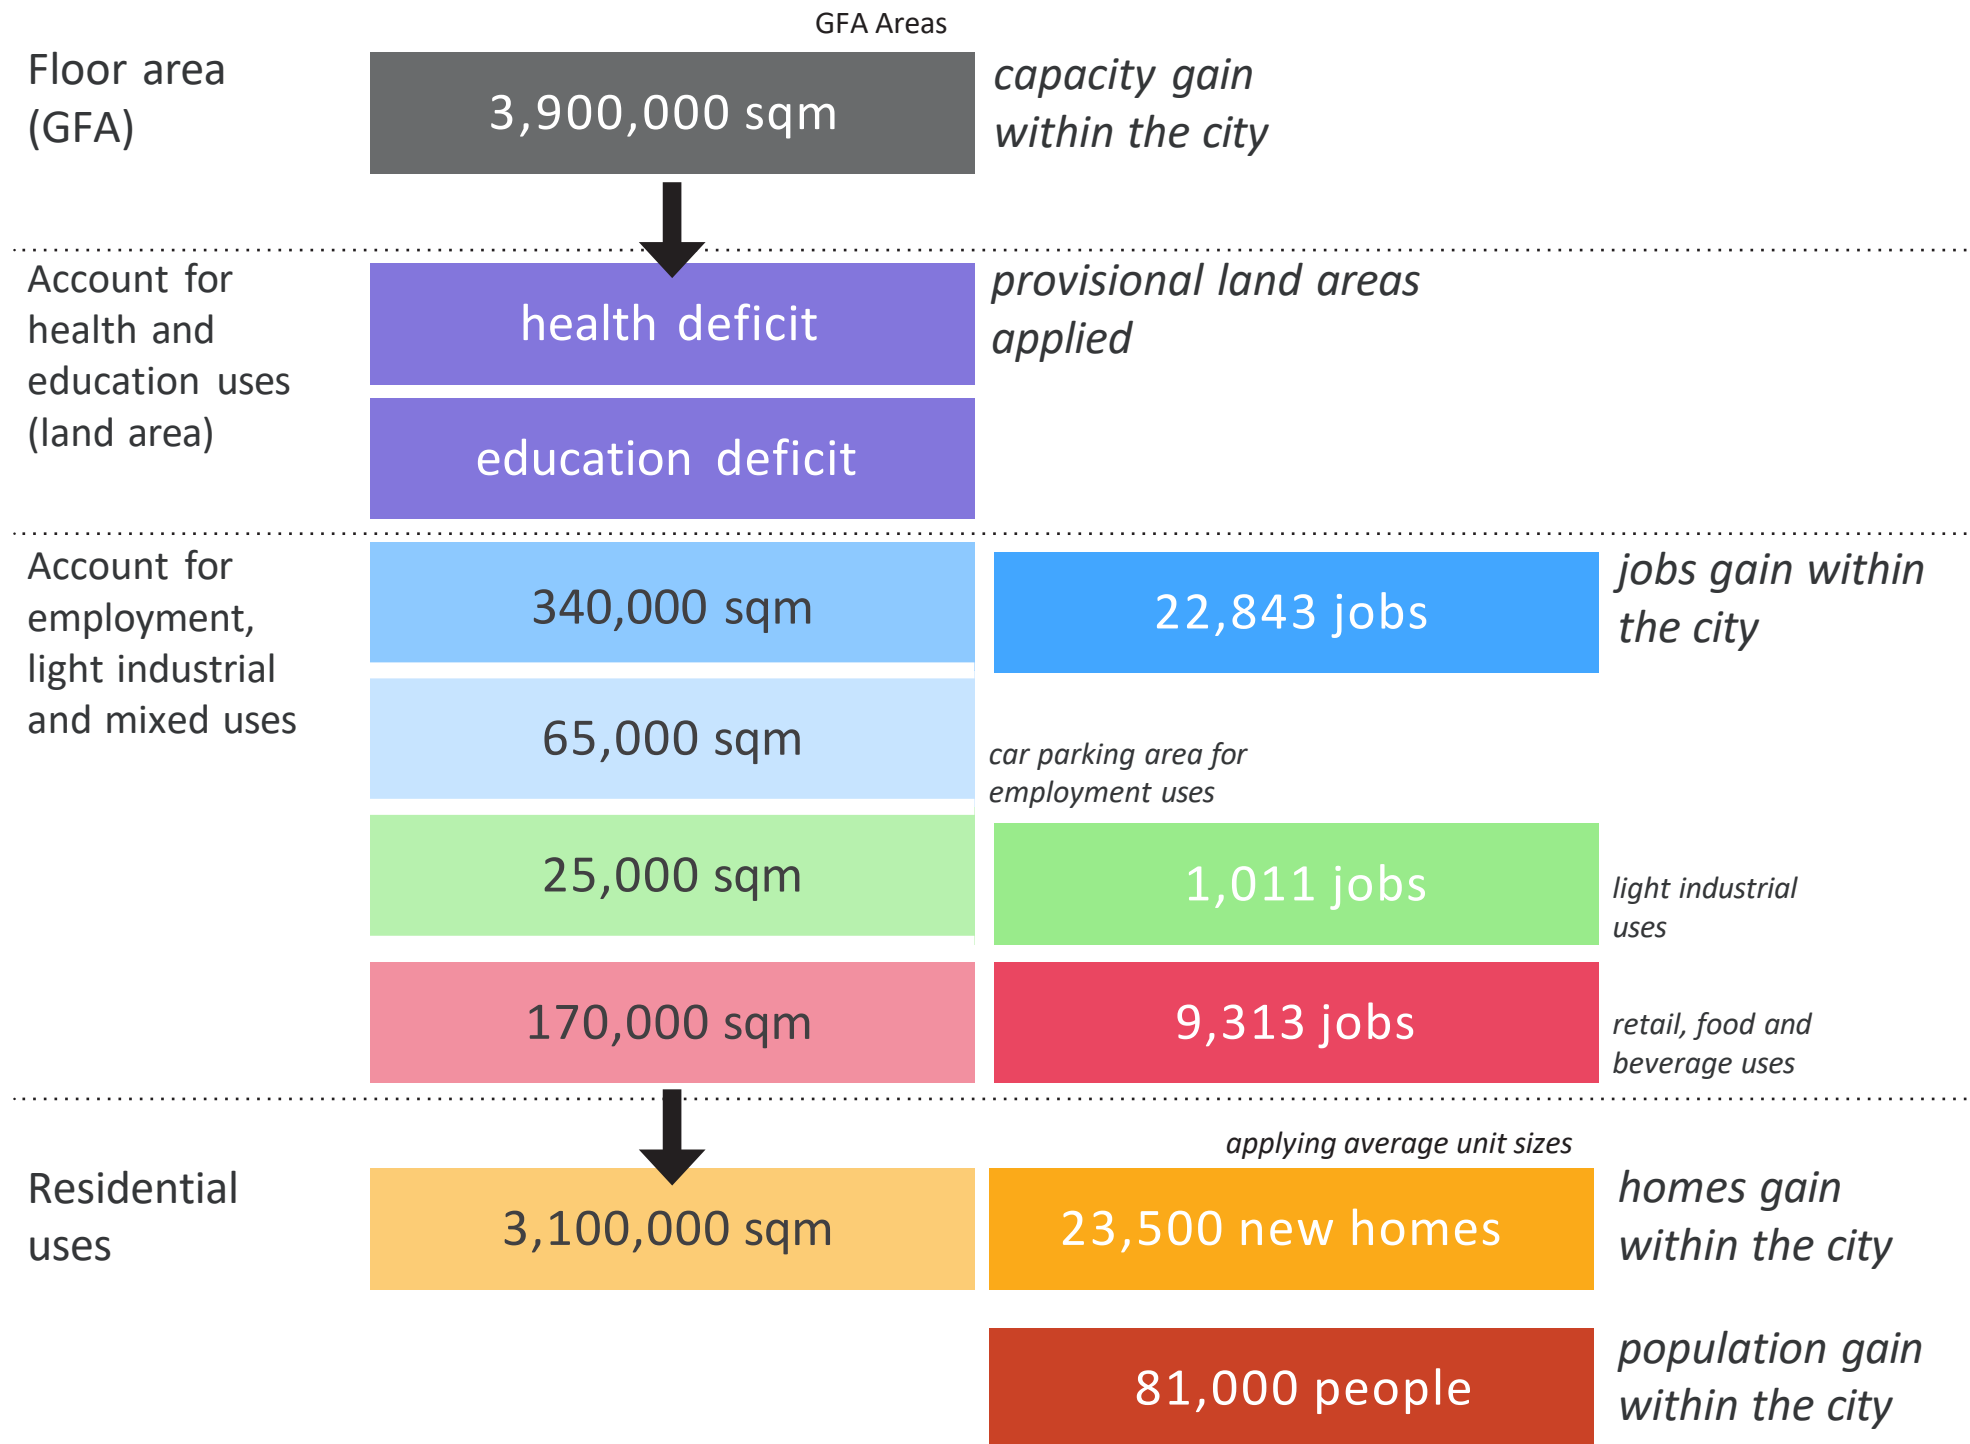 GFA Areas
Floor area
(GFA)
3,900,000 sqm
capacity gain
within the city
Account for
health and
education uses
(land area)
health deficit
education deficit
provisional land areas
applied
Account for
employment,
light industrial
and mixed uses
340,000 sqm
22,843 jobs
jobs gain within
the city
65,000 sqm
car parking area for
employment uses
25,000 sqm
1,011 jobs
light industrial
uses
170,000 sqm
9,313 jobs
retail, food and
beverage uses
applying average unit sizes
Residential
uses
3,100,000 sqm
23,500 new homes
homes gain
within the city
81,000 people
population gain
within the city